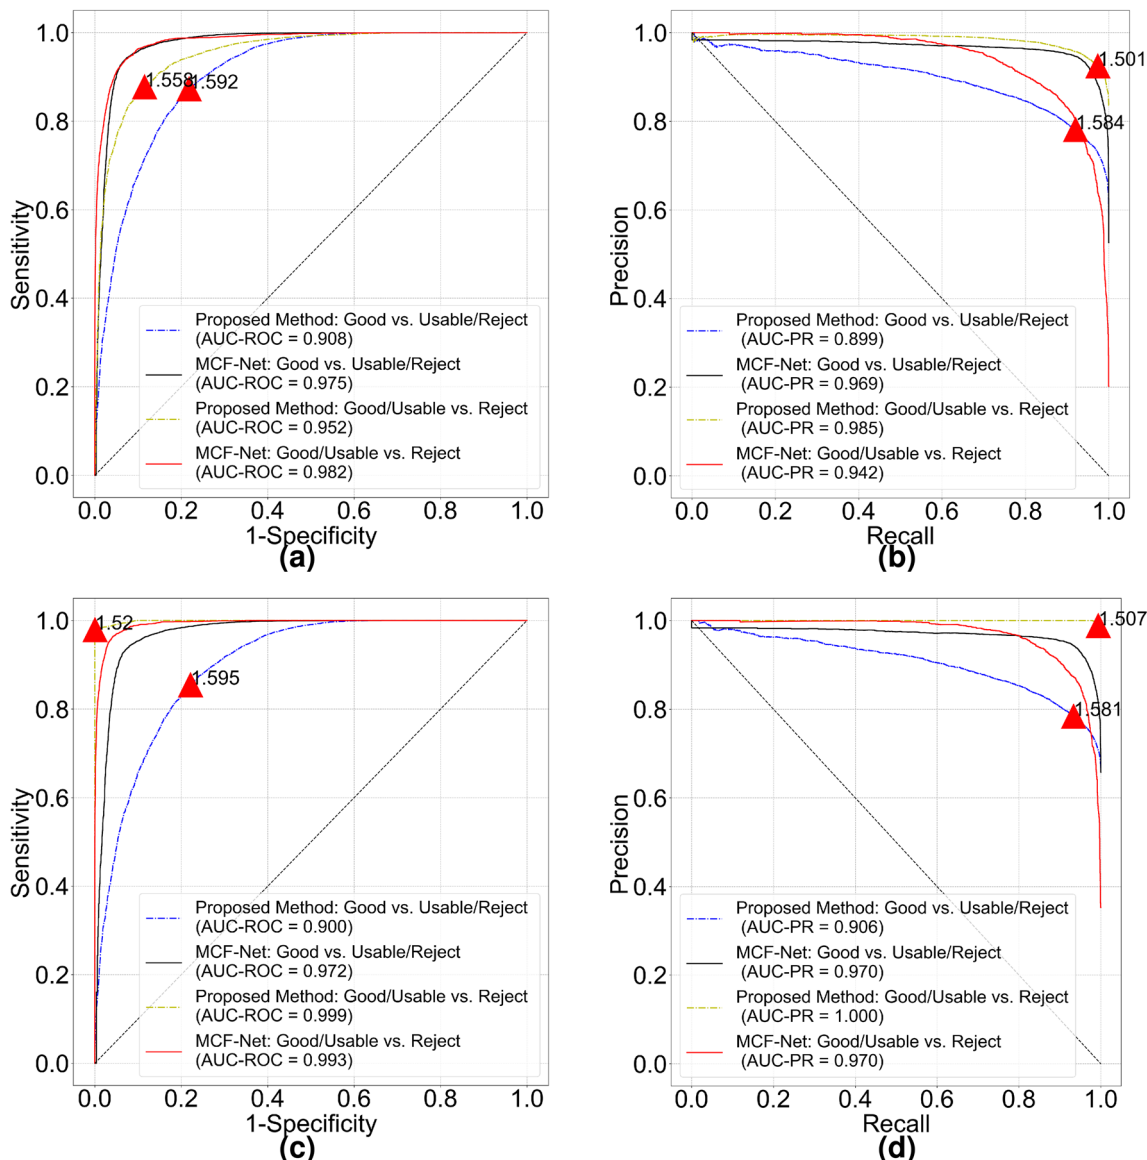 1.0
0.8
0.6
0.4
0.2
0.0
Sensitivity
1.558
1.592
Proposed Method: Good vs. Usable/Reject
(AUC-ROC = 0.908)
MCF-Net: Good vs. Usable/Reject
(AUC-ROC = 0.975)
Proposed Method: Good/Usable vs. Reject
(AUC-ROC = 0.952)
MCF-Net: Good/Usable vs. Reject
(AUC-ROC = 0.982)
0.0 0.2 0.4 0.6 0.8 1.0
1-Specificity
(a)
1.0
0.8
0.6
0.4
0.2
0.0
Precision
1.501
1.584
Proposed Method: Good vs. Usable/Reject
(AUC-PR = 0.899)
MCF-Net: Good vs. Usable/Reject
(AUC-PR = 0.969)
Proposed Method: Good/Usable vs. Reject
(AUC-PR = 0.985)
MCF-Net: Good/Usable vs. Reject
(AUC-PR = 0.942)
0.0 0.2 0.4 0.6 0.8 1.0
Recall
(b)
1.0
0.8
0.6
0.4
0.2
0.0
Sensitivity
1.52
1.595
Proposed Method: Good vs. Usable/Reject
(AUC-ROC = 0.900)
MCF-Net: Good vs. Usable/Reject
(AUC-ROC = 0.972)
Proposed Method: Good/Usable vs. Reject
(AUC-ROC = 0.999)
MCF-Net: Good/Usable vs. Reject
(AUC-ROC = 0.993)
0.0 0.2 0.4 0.6 0.8 1.0
1-Specificity
(c)
1.0
0.8
0.6
0.4
0.2
0.0
Precision
1.507
1.581
Proposed Method: Good vs. Usable/Reject
(AUC-PR = 0.906)
MCF-Net: Good vs. Usable/Reject
(AUC-PR = 0.970)
Proposed Method: Good/Usable vs. Reject
(AUC-PR = 1.000)
MCF-Net: Good/Usable vs. Reject
(AUC-PR = 0.970)
0.0 0.2 0.4 0.6 0.8 1.0
Recall
(d)